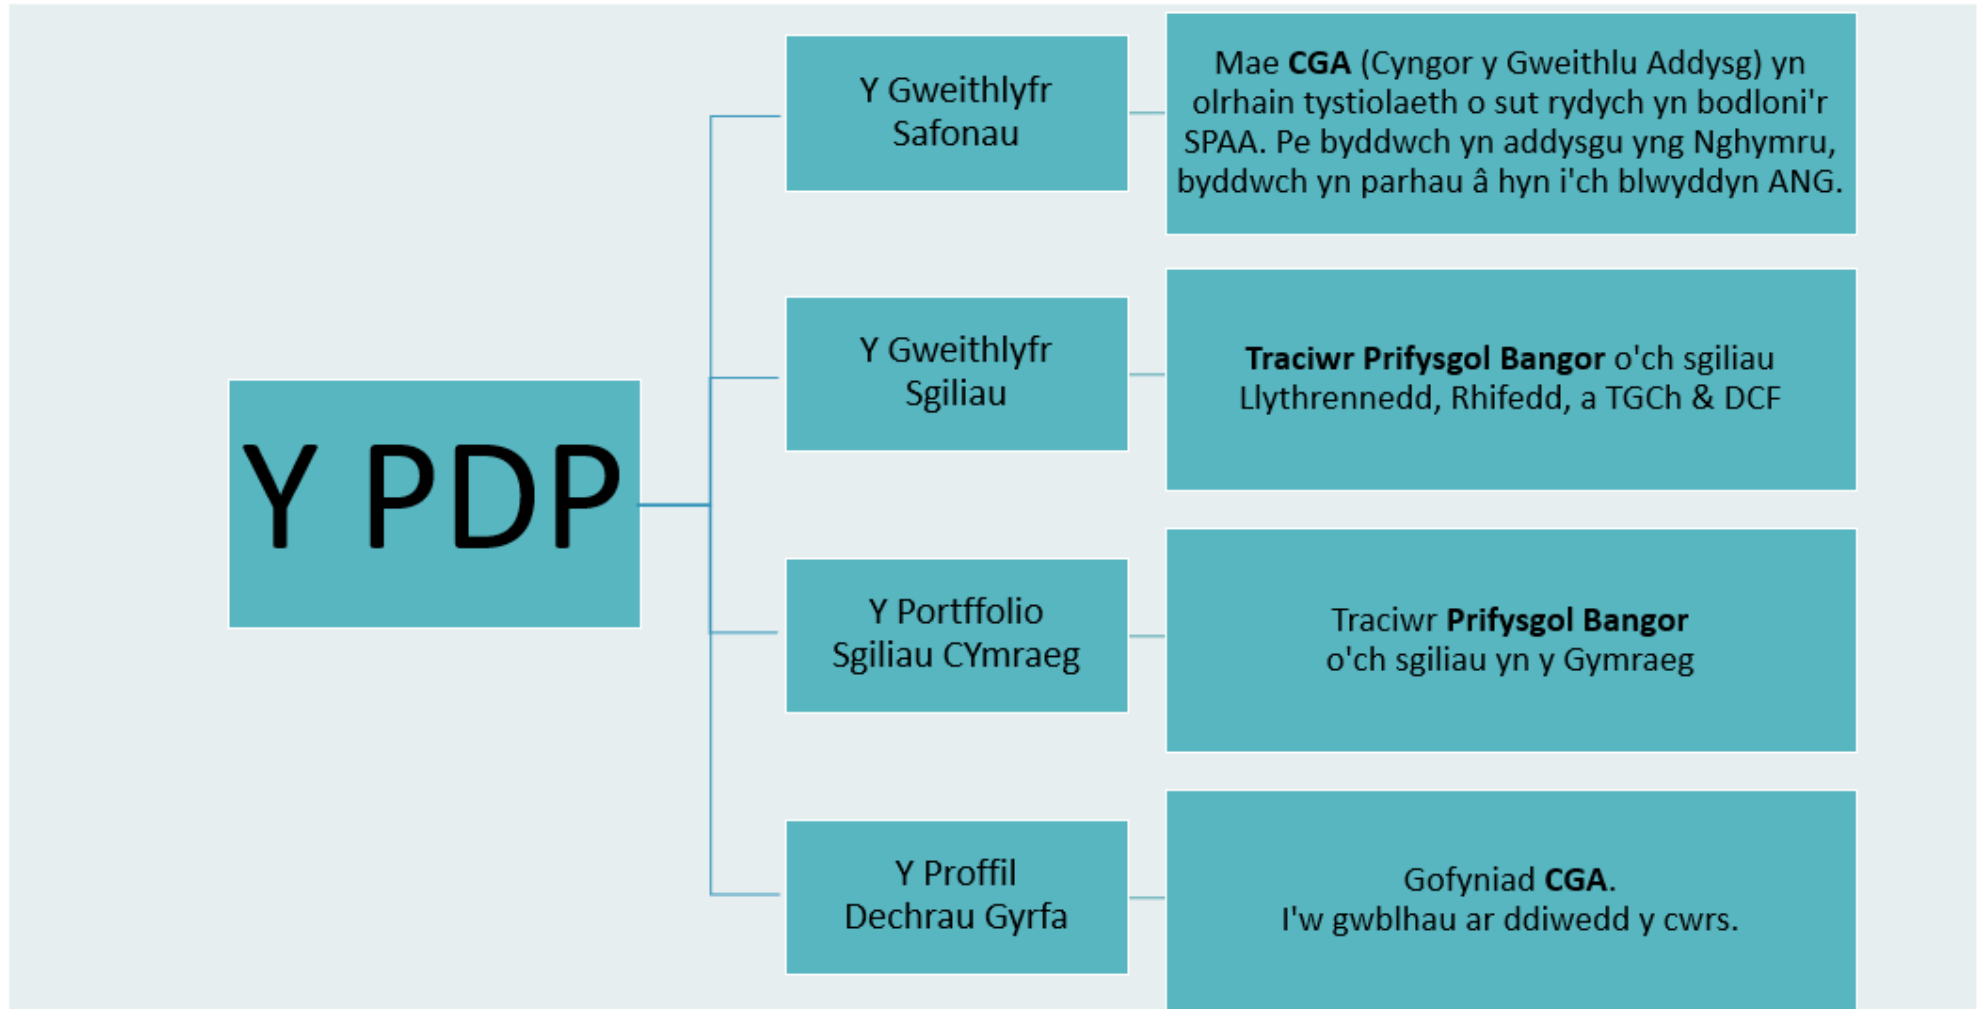 Y PDP
Y Gweithlyfr
Safonau
Mae CGA (Cyngor y Gweithlu Addysg) yn
olrhain tystiolaeth o sut rydych yn bodloni'r
SPAA. Pe byddwch yn addysgu yng Nghymru,
byddwch yn parhau â hyn i'ch blwyddyn ANG.
Y Gweithlyfr
Sgiliau
Traciwr Prifysgol Bangor o'ch sgiliau
Llythrennedd, Rhifedd, a TGCh & DCF
Y Portffolio
Sgiliau CYmraeg
Traciwr Prifysgol Bangor
o'ch sgiliau yn y Gymraeg
Y Proffil
Dechrau Gyrfa
Gofyniad CGA.
I'w gwblhau ar ddiwedd y cwrs.